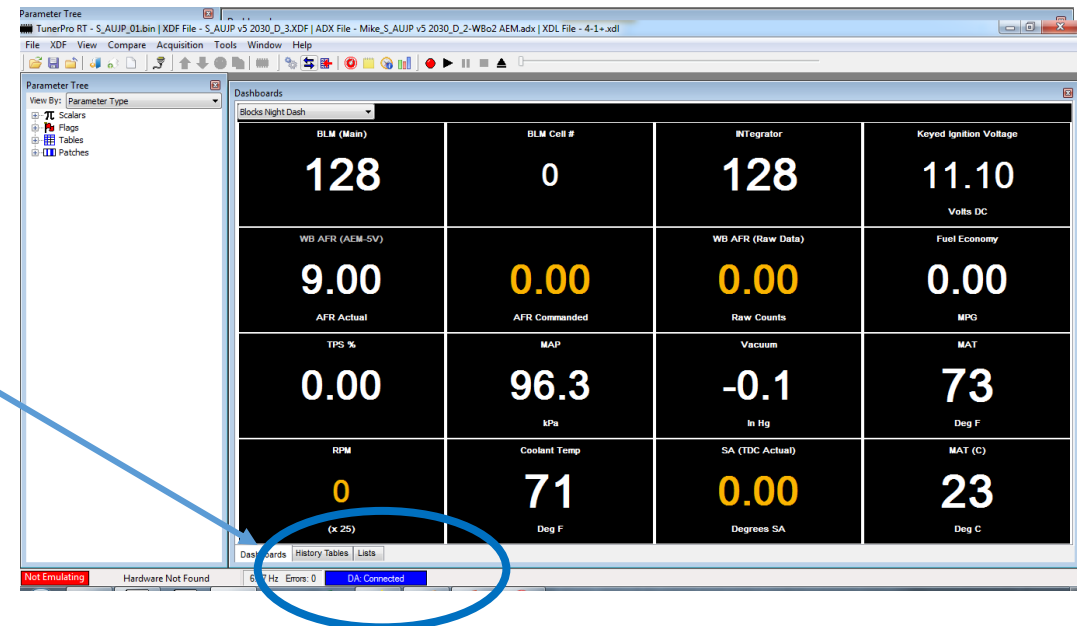 Parameter Tree
TunerPro RT - S_AUJP_01.bin | XDF File - S_AUJP v5 2030_D_3.XDF | ADX File - Mike_S_AUJP v5 2030_D_2-WBo2 AEM.adx | XDL File - 4-1+.xdl
File XDF View Compare Acquisition Tools Window Help
Parameter Tree
View By: Parameter Type
Scalars
Flags
Tables
Patches
Dashboards
Blocks Night Dash
BLM (Main) BLM Cell # INTegrator Keyed Ignition Voltage
128 0 128 11.10
Volts DC
WB AFR (AEM-5V) WB AFR (Raw Data) Fuel Economy
9.00 0.00 0.00 0.00
AFR Actual AFR Commanded Raw Counts MPG
TPS % MAP Vacuum MAT
0.00 96.3 -0.1 73
kPa In Hg Deg F
RPM Coolant Temp SA (TDC Actual) MAT (C)
0 71 0.00 23
(x 25) Deg F Degrees SA Deg C
Dashboards History Tables Lists
Not Emulating Hardware Not Found Hz Errors: 0 DA: Connected